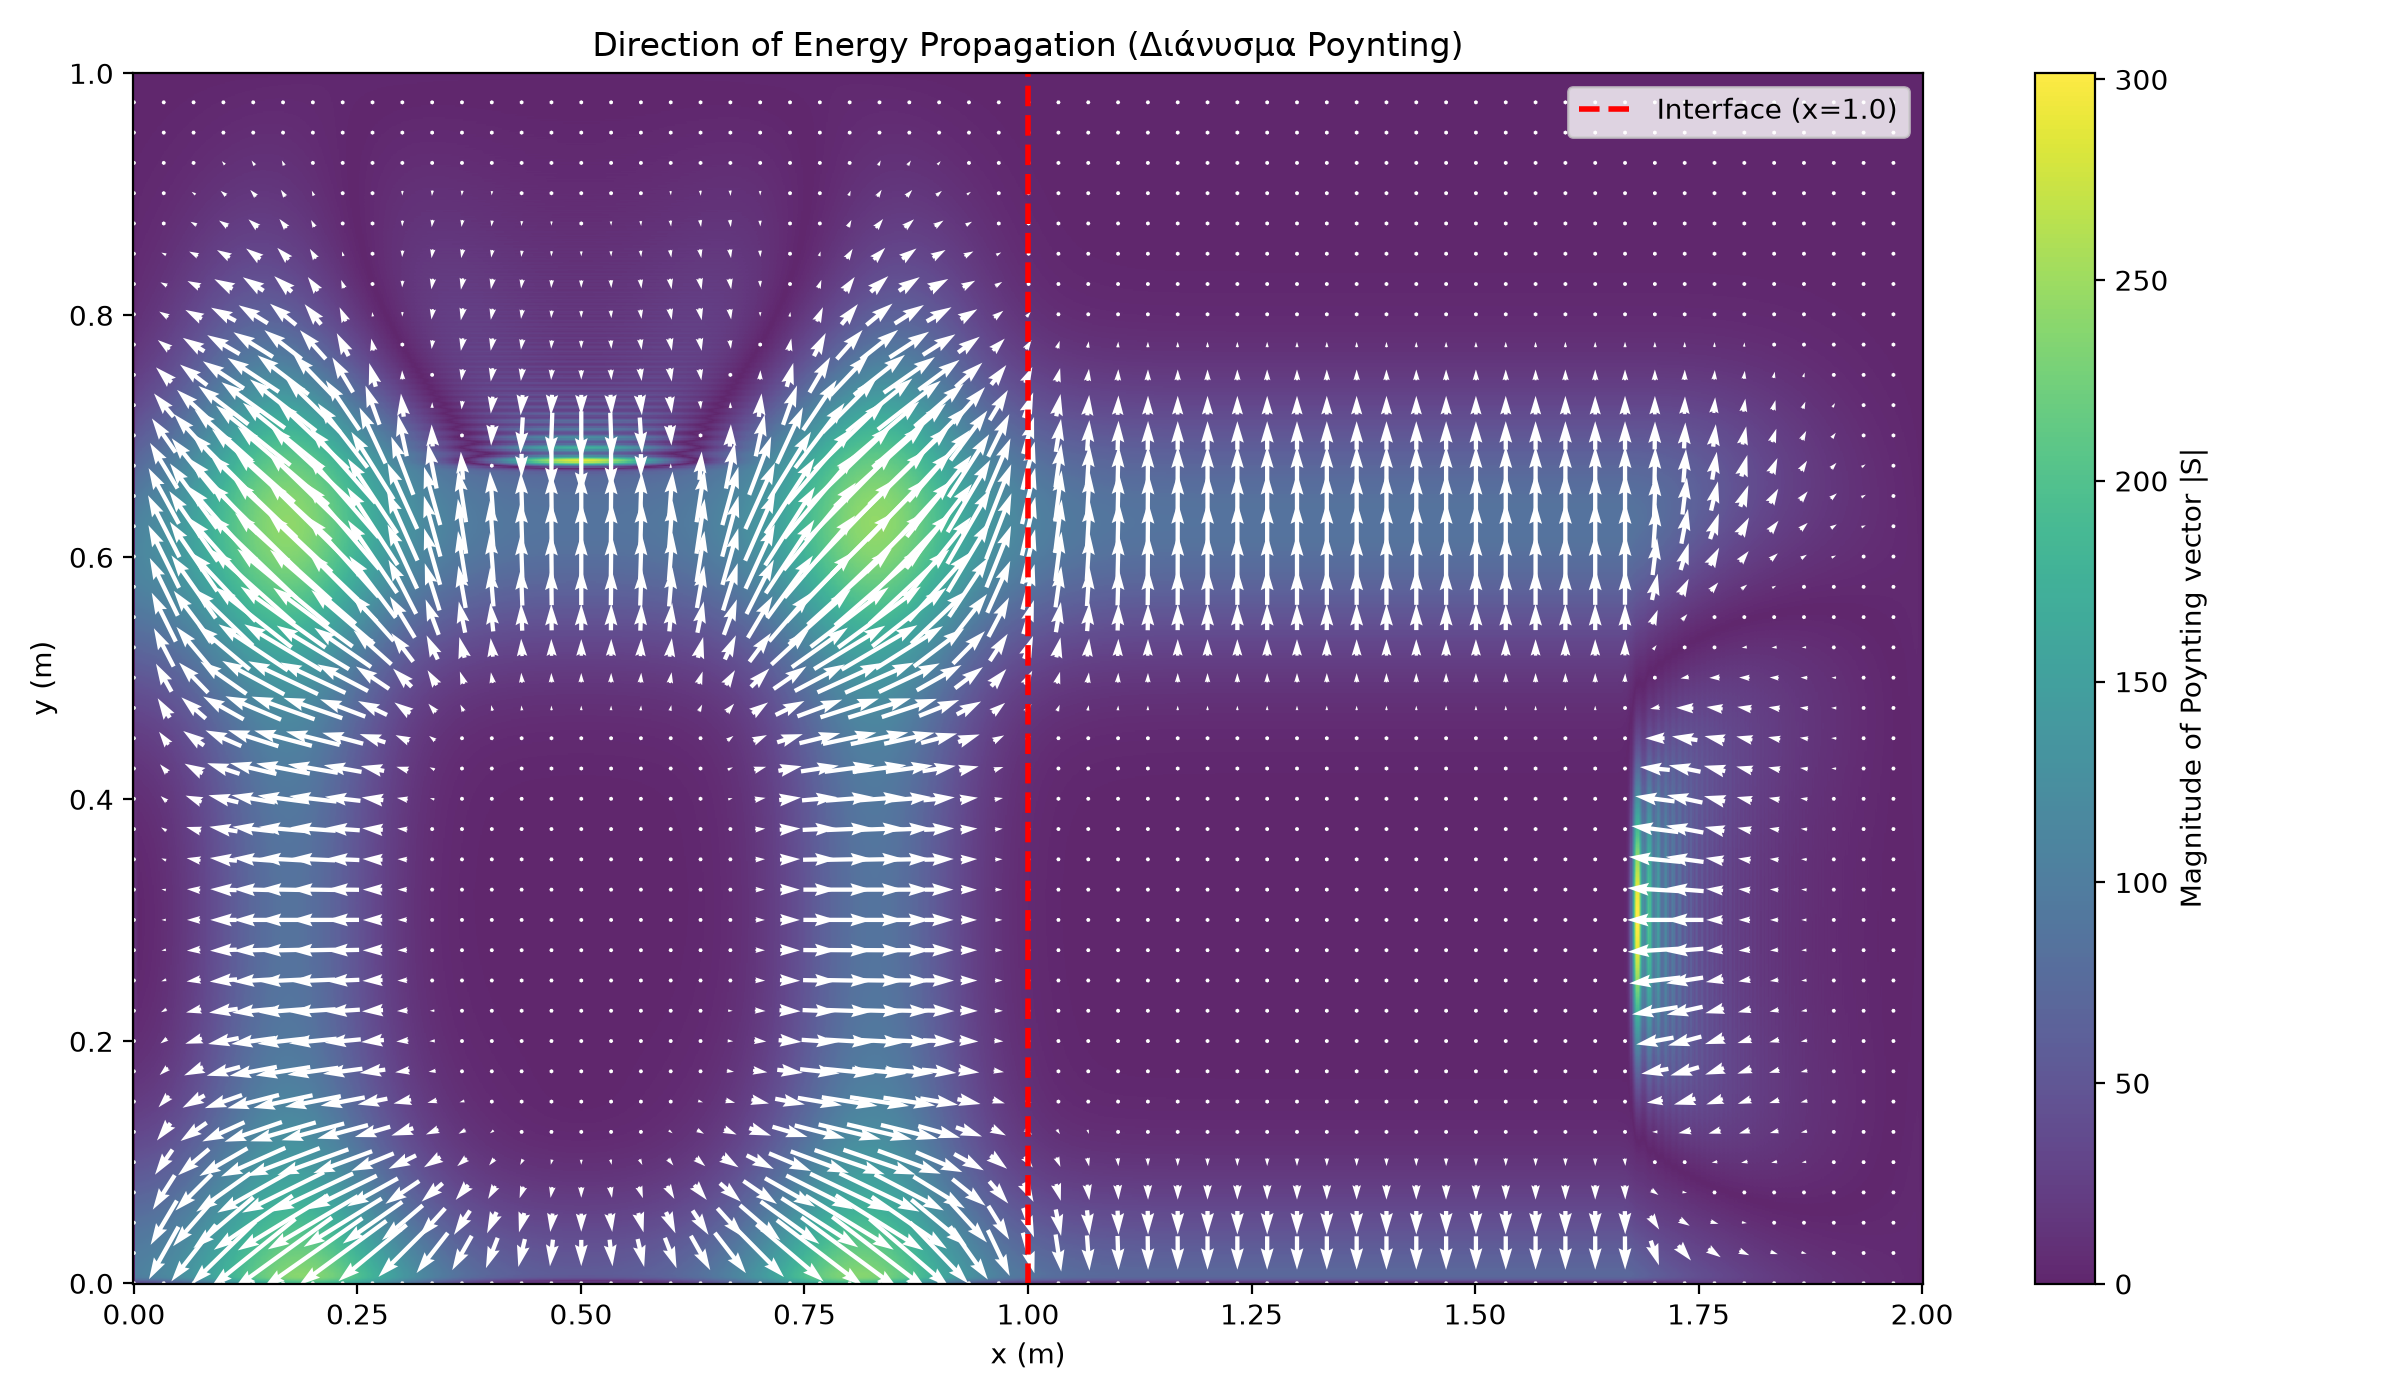 Direction of Energy Propagation (Διάνυσμα Poynting)
Interface (x=1.0)
y (m)
1.0
0.8
0.6
0.4
0.2
0.0
0.00 0.25 0.50 0.75 1.00 1.25 1.50 1.75 2.00
x (m)
300
250
200
150
100
50
0
Magnitude of Poynting vector |S|